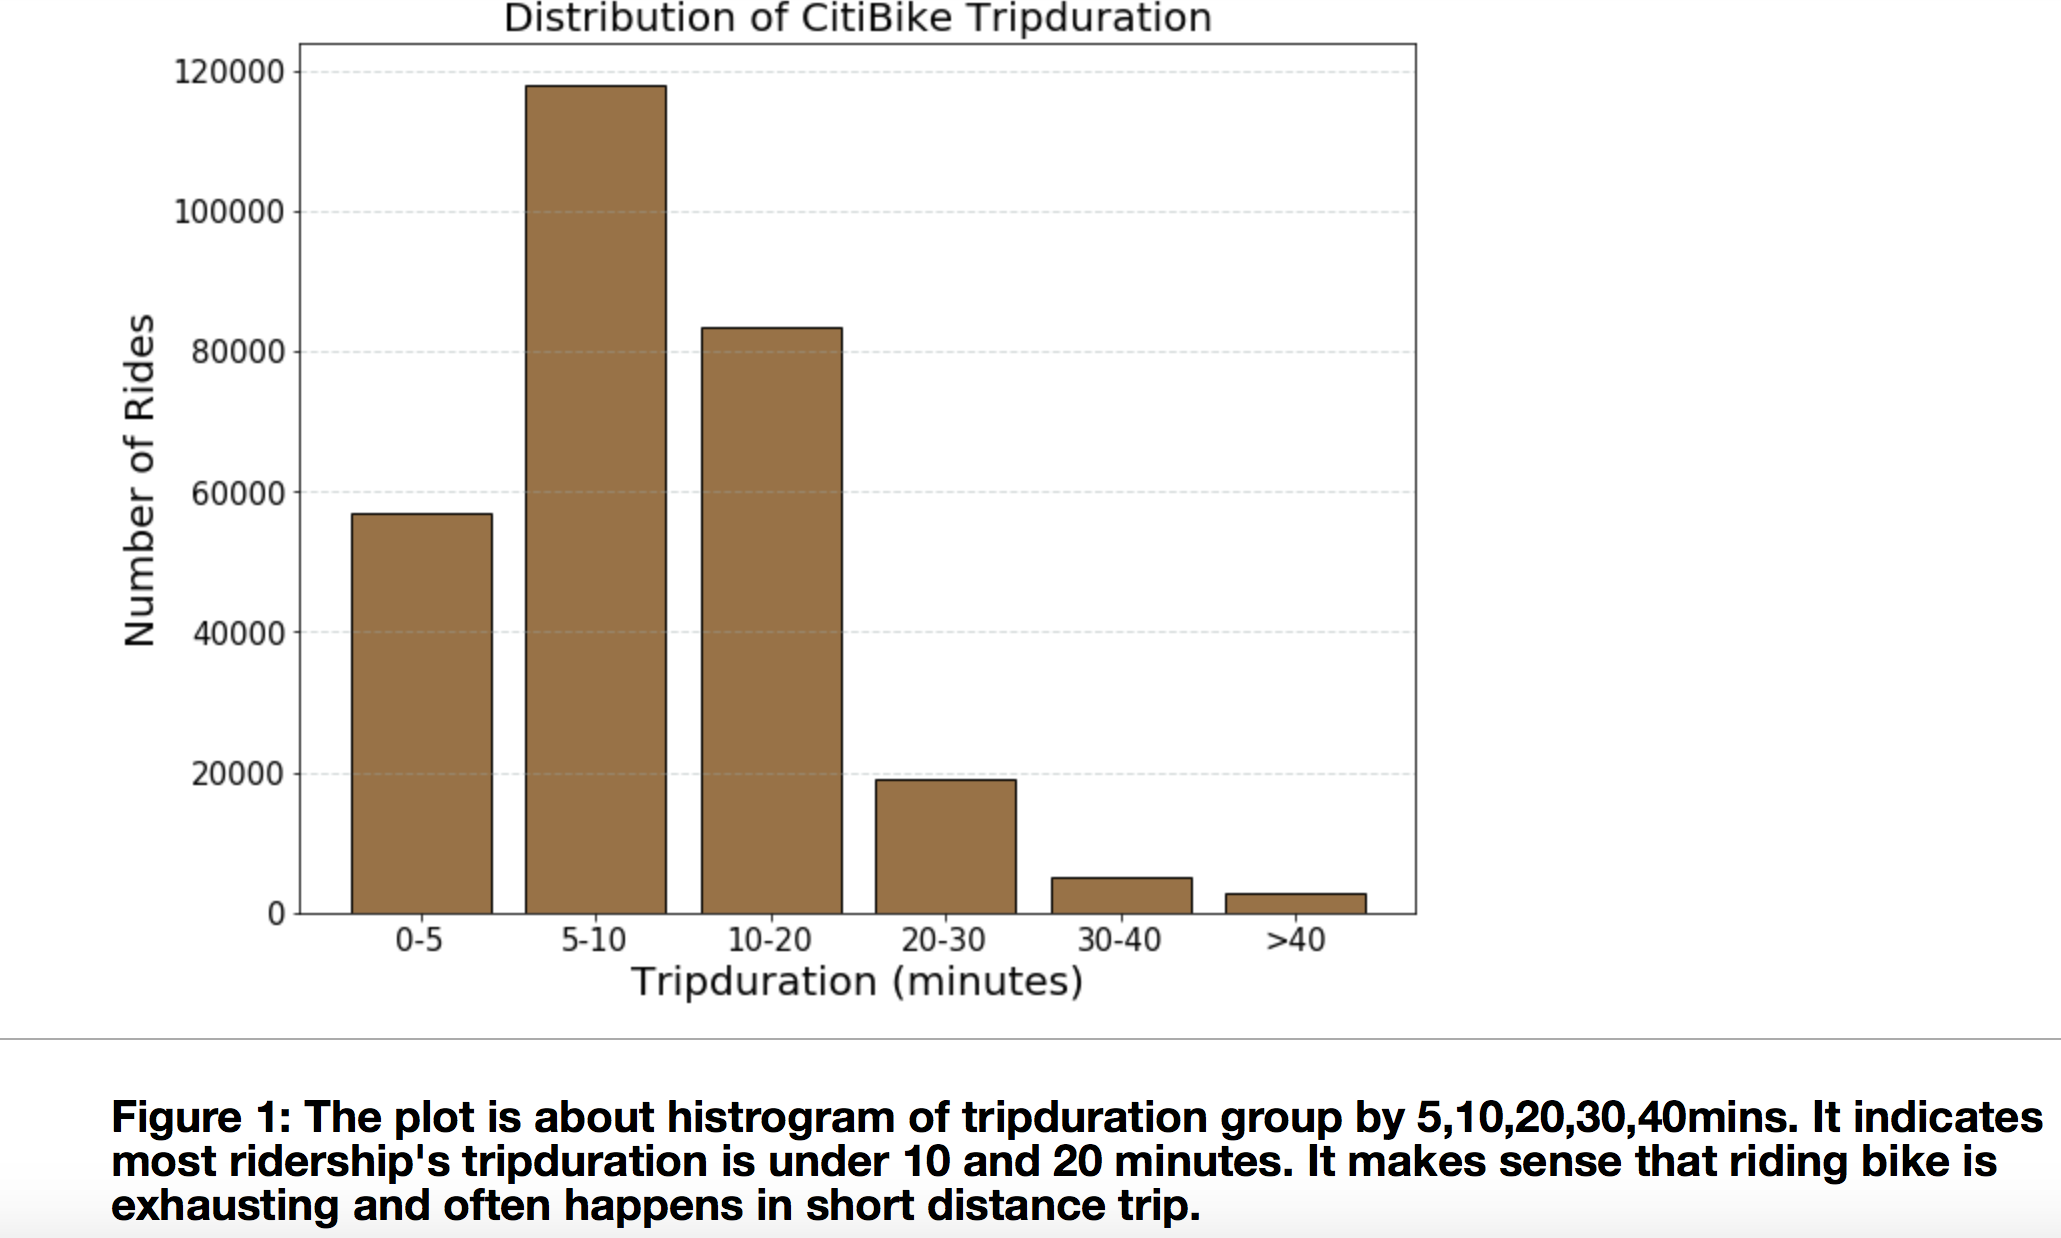 Distribution of CitiBike Tripduration
120000
100000
80000
60000
40000
20000
0
Number of Rides
0-5 5-10 10-20 20-30 30-40 >40
Tripduration (minutes)
Figure 1: The plot is about histrogram of tripduration group by 5,10,20,30,40mins. It indicates
most ridership's tripduration is under 10 and 20 minutes. It makes sense that riding bike is
exhausting and often happens in short distance trip.